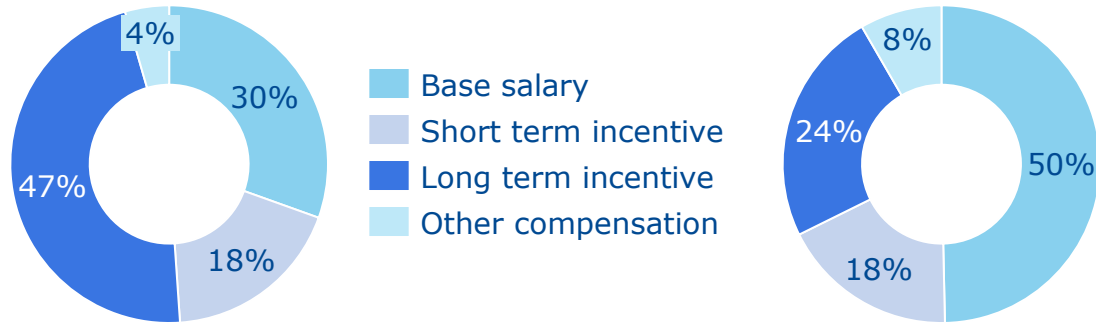 4%
30%
47%
18%
Base salary
Short term incentive
Long term incentive
Other compensation
8%
24%
50%
18%